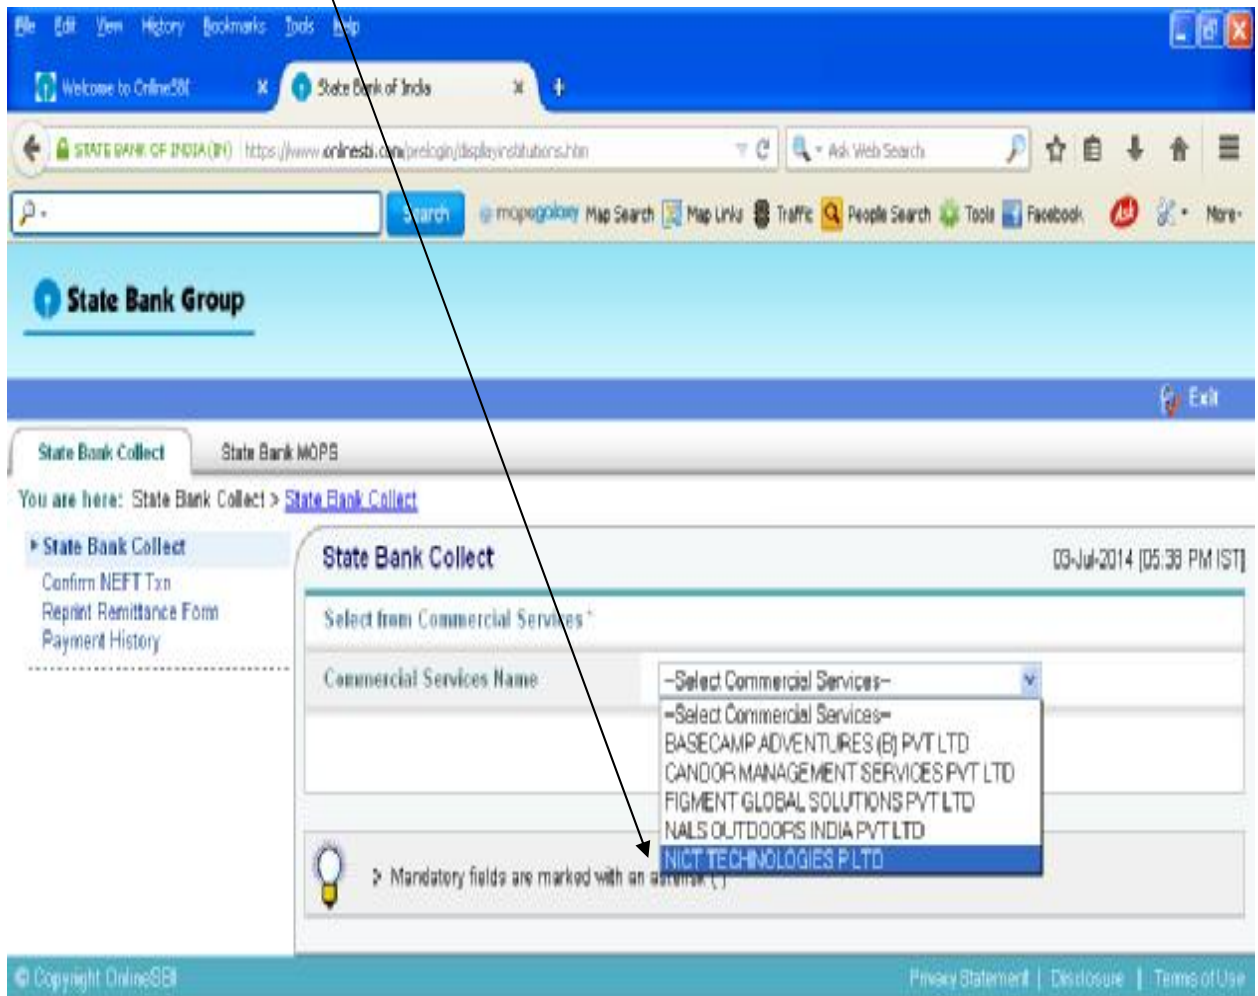 File Edit View History Bookmarks Tools Help
Welcome to OnlineSBI × State Bank of India × +
STATE BANK OF INDIA (IN) https://www.onlinesbi.com/prelogin/displayinstitutions.htm Ask Web Search
Search mapsgalaxy Map Search Map Links Traffic People Search Tools Facebook Ask More
State Bank Group
Exit
State Bank Collect State Bank MOPS
You are here: State Bank Collect > State Bank Collect
State Bank Collect
Confirm NEFT Txn
Reprint Remittance Form
Payment History
State Bank Collect 03-Jul-2014 [05:38 PM IST]
Select from Commercial Services *
Commercial Services Name --Select Commercial Services--
--Select Commercial Services--
BASECAMP ADVENTURES (B) PVT LTD
CANDOR MANAGEMENT SERVICES PVT LTD
FIGMENT GLOBAL SOLUTIONS PVT LTD
NALS OUTDOORS INDIA PVT LTD
NICT TECHNOLOGIES P LTD
> Mandatory fields are marked with an asterisk (*)
© Copyright OnlineSBI Privacy Statement | Disclosure | Terms of Use